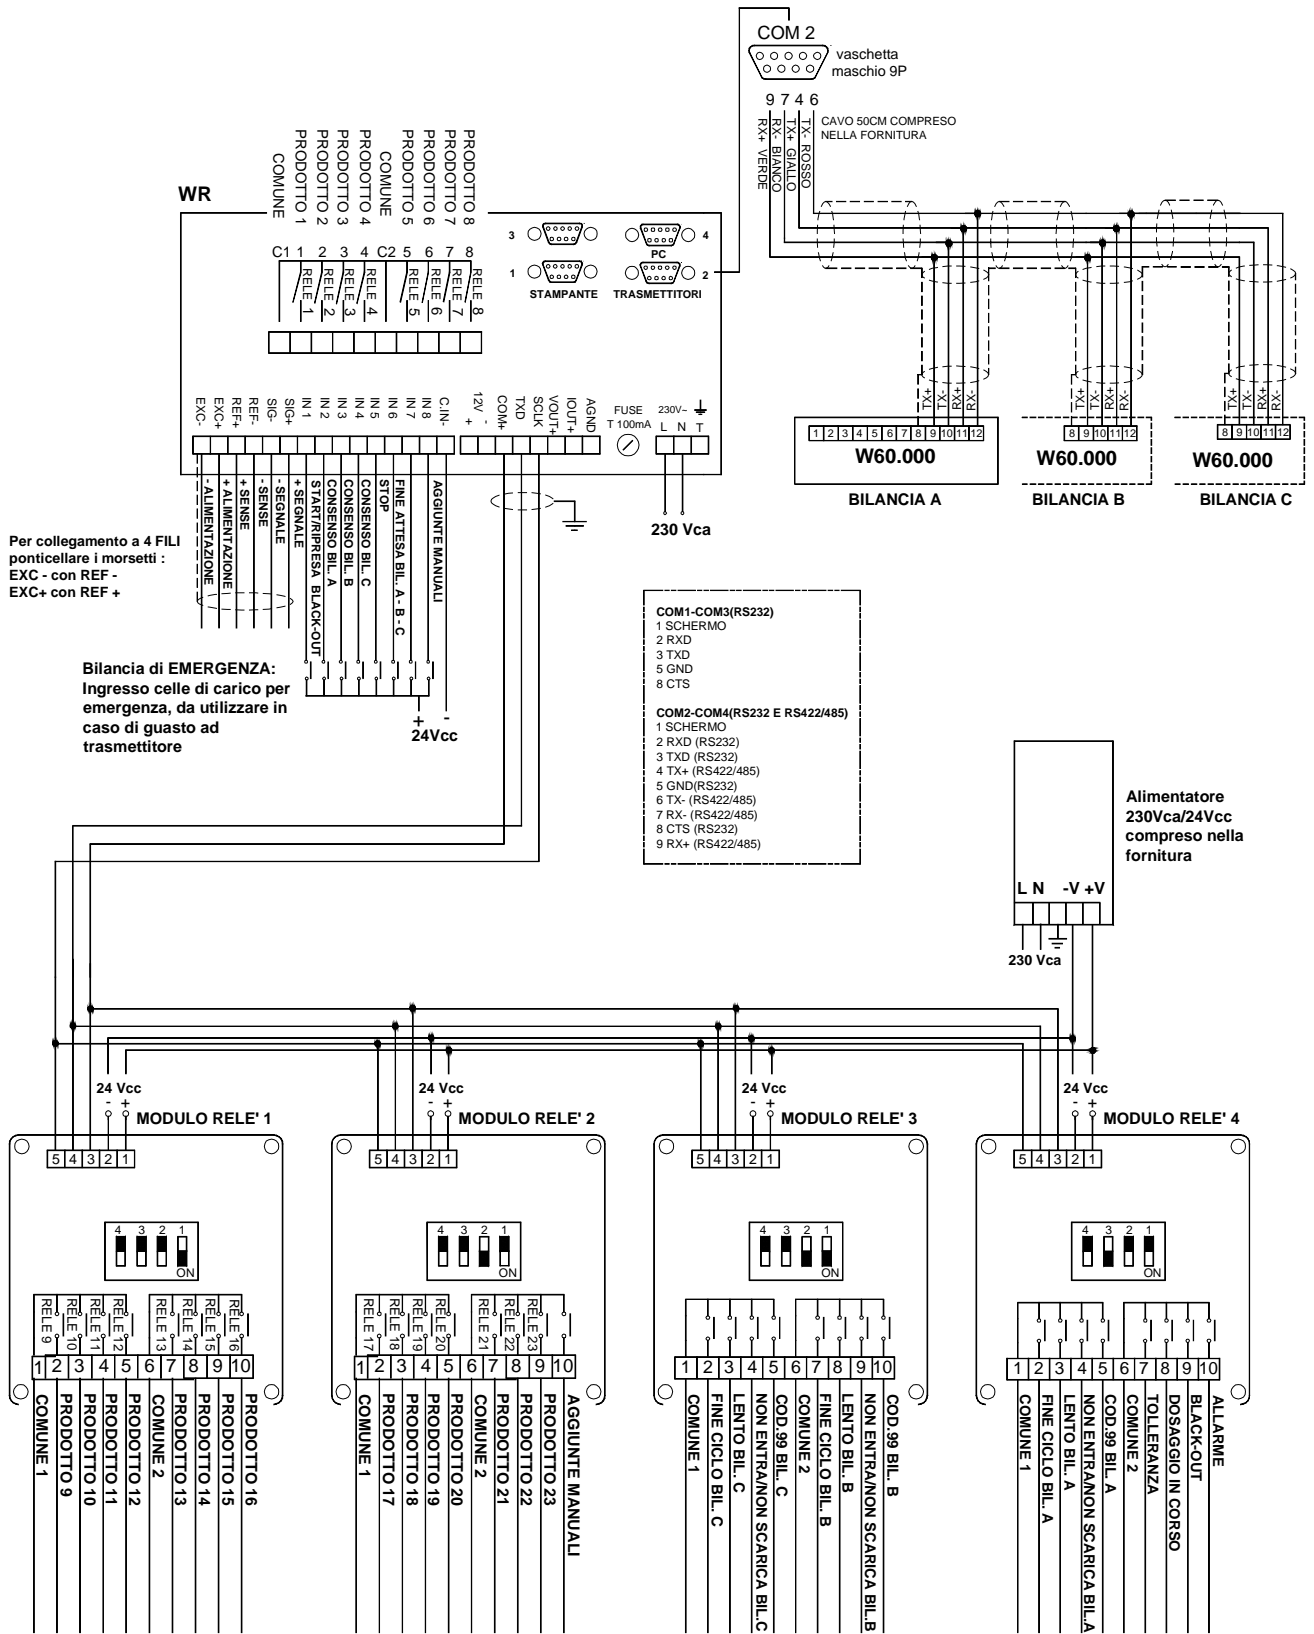 COM 2
vaschetta
maschio 9P
9 7 4 6
RX+ VERDE
RX- BIANCO
TX+ GIALLO
TX- ROSSO
CAVO 50CM COMPRESO
NELLA FORNITURA
WR
COMUNE
PRODOTTO 1
PRODOTTO 2
PRODOTTO 3
PRODOTTO 4
COMUNE
PRODOTTO 5
PRODOTTO 6
PRODOTTO 7
PRODOTTO 8
C1 1 2 3 4 C2 5 6 7 8
RELE 1
RELE 2
RELE 3
RELE 4
RELE 5
RELE 6
RELE 7
RELE 8
3
4
PC
1
2
STAMPANTE
TRASMETTITORI
EXC-
EXC+
REF+
REF-
SIG-
SIG+
IN 1
IN 2
IN 3
IN 4
IN 5
IN 6
IN 7
IN 8
C.IN-
12V
+
-
COM+
TXD
SCLK
VOUT+
IOUT+
AGND
FUSE
T 100mA
230V~
L N T
230 Vca
- ALIMENTAZIONE
+ ALIMENTAZIONE
+ SENSE
- SENSE
- SEGNALE
+ SEGNALE
START/RIPRESA BLACK-OUT
CONSENSO BIL. A
CONSENSO BIL. B
CONSENSO BIL. C
STOP
FINE ATTESA BIL. A - B - C
AGGIUNTE MANUALI
Per collegamento a 4 FILI
ponticellare i morsetti :
EXC - con REF -
EXC+ con REF +
Bilancia di EMERGENZA:
Ingresso celle di carico per
emergenza, da utilizzare in
caso di guasto ad
trasmettitore
+ -
24Vcc
TX+
TX-
RX+
RX-
1 2 3 4 5 6 7 8 9 10 11 12
W60.000
BILANCIA A
TX+
TX-
RX+
RX-
8 9 10 11 12
W60.000
BILANCIA B
TX+
TX-
RX+
RX-
8 9 10 11 12
W60.000
BILANCIA C
COM1-COM3(RS232)
1 SCHERMO
2 RXD
3 TXD
5 GND
8 CTS
COM2-COM4(RS232 E RS422/485)
1 SCHERMO
2 RXD (RS232)
3 TXD (RS232)
4 TX+ (RS422/485)
5 GND(RS232)
6 TX- (RS422/485)
7 RX- (RS422/485)
8 CTS (RS232)
9 RX+ (RS422/485)
Alimentatore
230Vca/24Vcc
compreso nella
fornitura
L N -V +V
230 Vca
24 Vcc
- +
MODULO RELE' 1
5 4 3 2 1
4 3 2 1
ON
RELE 9
RELE 10
RELE 11
RELE 12
RELE 13
RELE 14
RELE 15
RELE 16
1 2 3 4 5 6 7 8 9 10
COMUNE 1
PRODOTTO 9
PRODOTTO 10
PRODOTTO 11
PRODOTTO 12
COMUNE 2
PRODOTTO 13
PRODOTTO 14
PRODOTTO 15
PRODOTTO 16
24 Vcc
- +
MODULO RELE' 2
5 4 3 2 1
4 3 2 1
ON
RELE 17
RELE 18
RELE 19
RELE 20
RELE 21
RELE 22
RELE 23
1 2 3 4 5 6 7 8 9 10
COMUNE 1
PRODOTTO 17
PRODOTTO 18
PRODOTTO 19
PRODOTTO 20
COMUNE 2
PRODOTTO 21
PRODOTTO 22
PRODOTTO 23
AGGIUNTE MANUALI
24 Vcc
- +
MODULO RELE' 3
5 4 3 2 1
4 3 2 1
ON
1 2 3 4 5 6 7 8 9 10
COMUNE 1
FINE CICLO BIL. C
LENTO BIL. C
NON ENTRA/NON SCARICA BIL.C
COD.99 BIL. C
COMUNE 2
FINE CICLO BIL. B
LENTO BIL. B
NON ENTRA/NON SCARICA BIL.B
COD.99 BIL. B
24 Vcc
- +
MODULO RELE' 4
5 4 3 2 1
4 3 2 1
ON
1 2 3 4 5 6 7 8 9 10
COMUNE 1
FINE CICLO BIL. A
LENTO BIL. A
NON ENTRA/NON SCARICA BIL.A
COD.99 BIL. A
COMUNE 2
TOLLERANZA
DOSAGGIO IN CORSO
BLACK-OUT
ALLARME